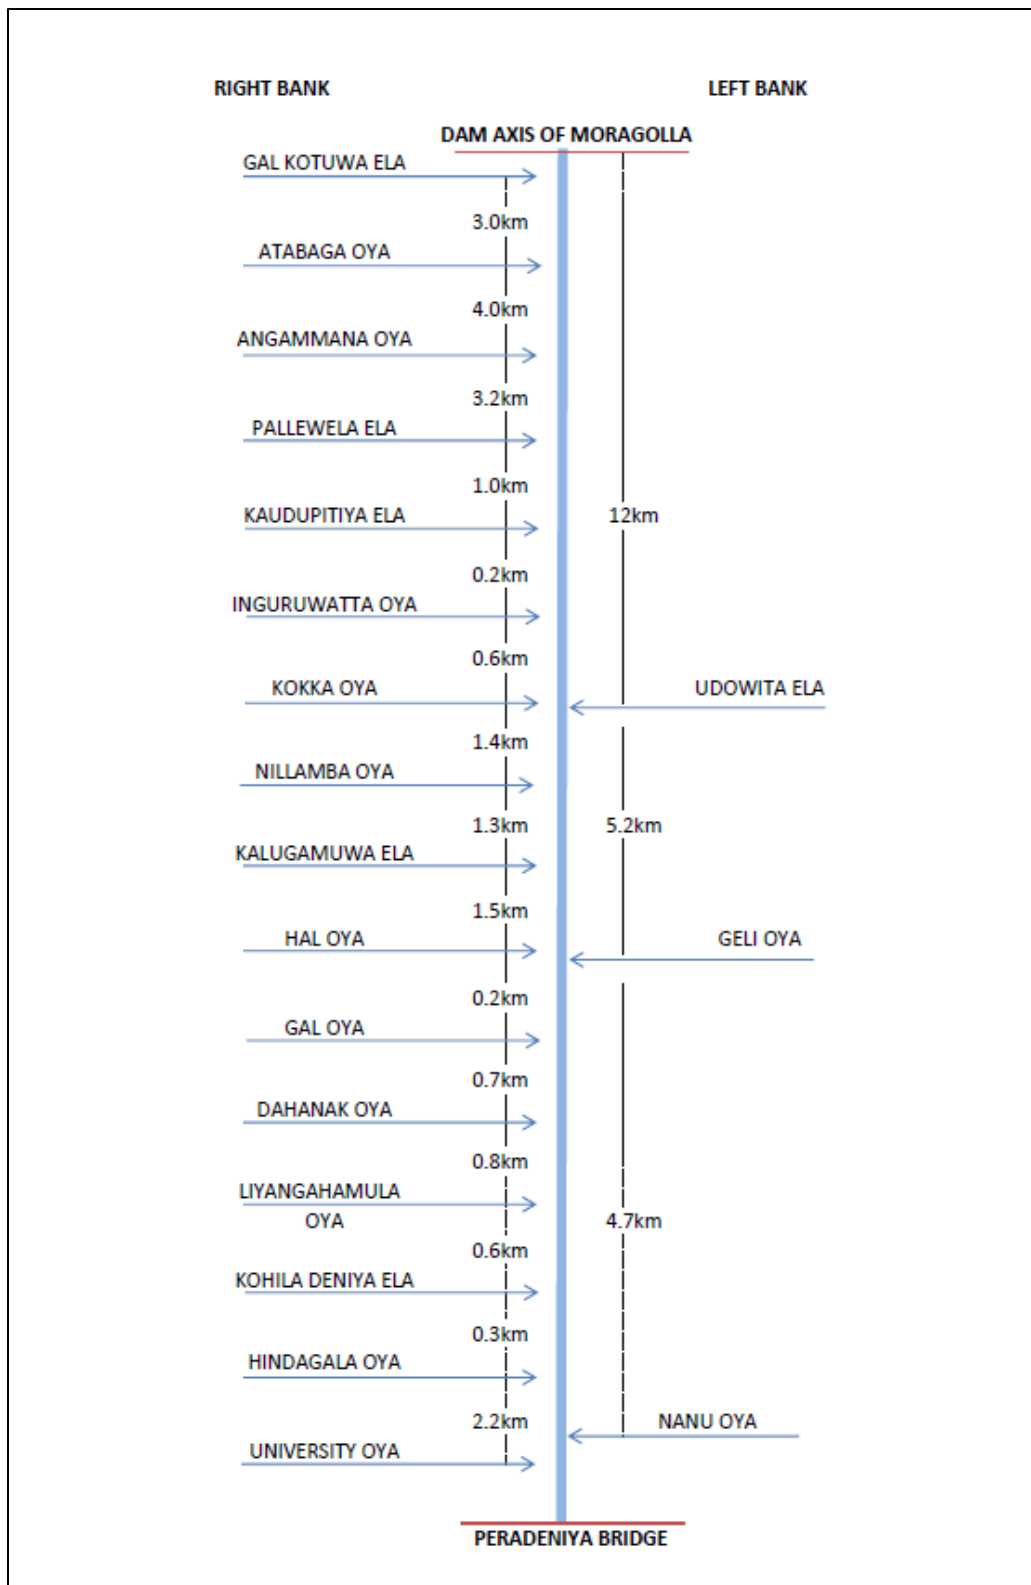 RIGHT BANK
LEFT BANK
DAM AXIS OF MORAGOLLA
GAL KOTUWA ELA
3.0km
ATABAGA OYA
4.0km
ANGAMMANA OYA
3.2km
PALLEWELA ELA
1.0km
KAUDUPITIYA ELA
12km
0.2km
INGURUWATTA OYA
0.6km
KOKKA OYA
UDOWITA ELA
1.4km
NILLAMBA OYA
1.3km
5.2km
KALUGAMUWA ELA
1.5km
HAL OYA
GELI OYA
0.2km
GAL OYA
0.7km
DAHANAK OYA
0.8km
LIYANGAHAMULA
OYA
4.7km
0.6km
KOHILA DENIYA ELA
0.3km
HINDAGALA OYA
2.2km
NANU OYA
UNIVERSITY OYA
PERADENIYA BRIDGE